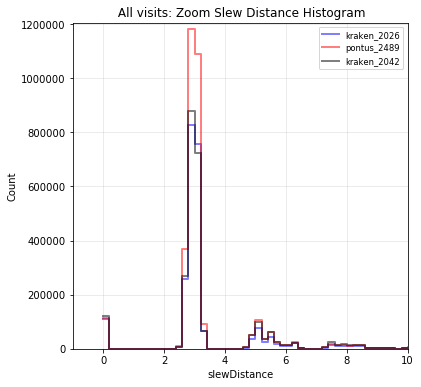 All visits: Zoom Slew Distance Histogram
kraken_2026
pontus_2489
kraken_2042
1200000
1000000
800000
600000
400000
200000
0
Count
0 2 4 6 8 10
slewDistance